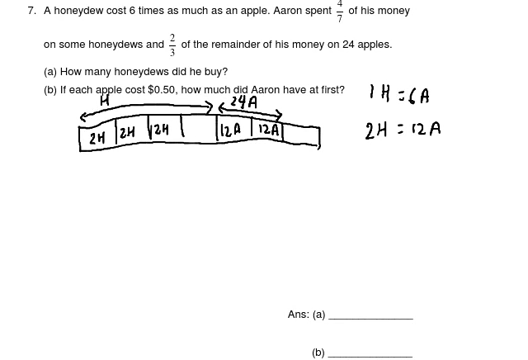 7. A honeydew cost 6 times as much as an apple. Aaron spent 4/7 of his money
on some honeydews and 2/3 of the remainder of his money on 24 apples.
(a) How many honeydews did he buy?
(b) If each apple cost $0.50, how much did Aaron have at first?
H 24A
1H = 6A
2H 2H 12H 12A 12A
2H = 12A
Ans: (a)
(b)